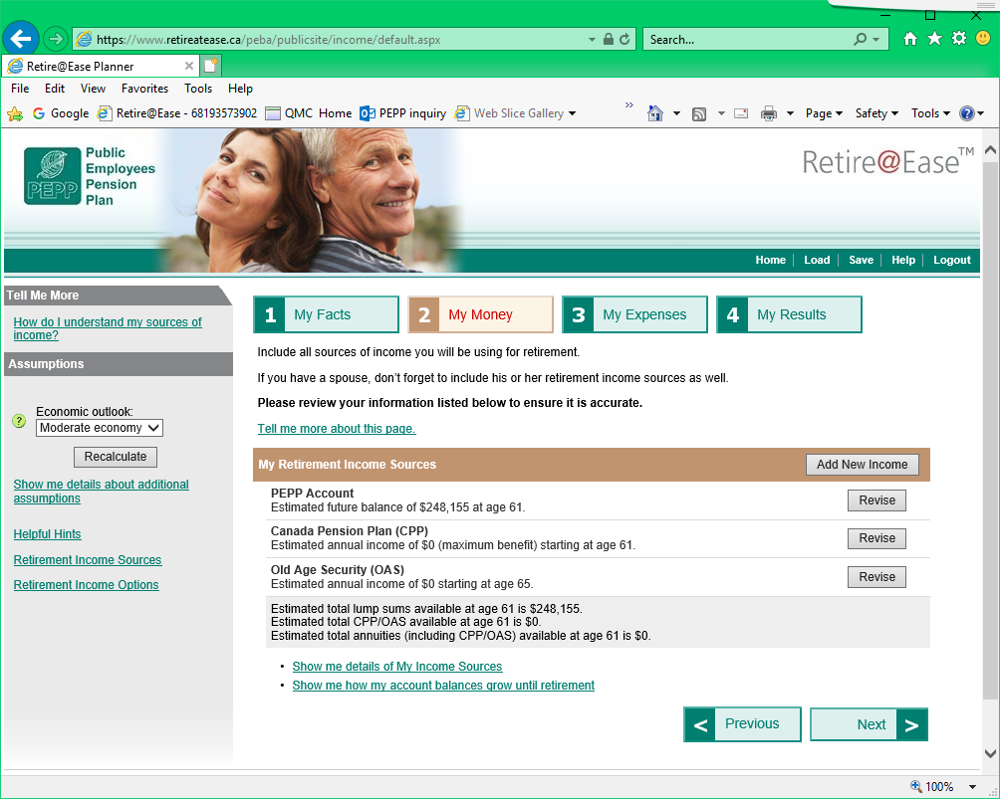 https://www.retireatease.ca/peba/publicsite/income/default.aspx
Search...
Retire@Ease Planner
File Edit View Favorites Tools Help
Google Retire@Ease - 68193573902 QMC Home PEPP inquiry Web Slice Gallery » Page Safety Tools
PEPP
Public
Employees
Pension
Plan
Retire@Ease™
Home | Load | Save | Help | Logout
Tell Me More
How do I understand my sources of
income?
Assumptions
? Economic outlook:
Moderate economy
Recalculate
Show me details about additional
assumptions
Helpful Hints
Retirement Income Sources
Retirement Income Options
1 My Facts 2 My Money 3 My Expenses 4 My Results
Include all sources of income you will be using for retirement.
If you have a spouse, don't forget to include his or her retirement income sources as well.
Please review your information listed below to ensure it is accurate.
Tell me more about this page.
My Retirement Income Sources Add New Income
PEPP Account
Estimated future balance of $248,155 at age 61.
Revise
Canada Pension Plan (CPP)
Estimated annual income of $0 (maximum benefit) starting at age 61.
Revise
Old Age Security (OAS)
Estimated annual income of $0 starting at age 65.
Revise
Estimated total lump sums available at age 61 is $248,155.
Estimated total CPP/OAS available at age 61 is $0.
Estimated total annuities (including CPP/OAS) available at age 61 is $0.
• Show me details of My Income Sources
• Show me how my account balances grow until retirement
< Previous Next >
100%